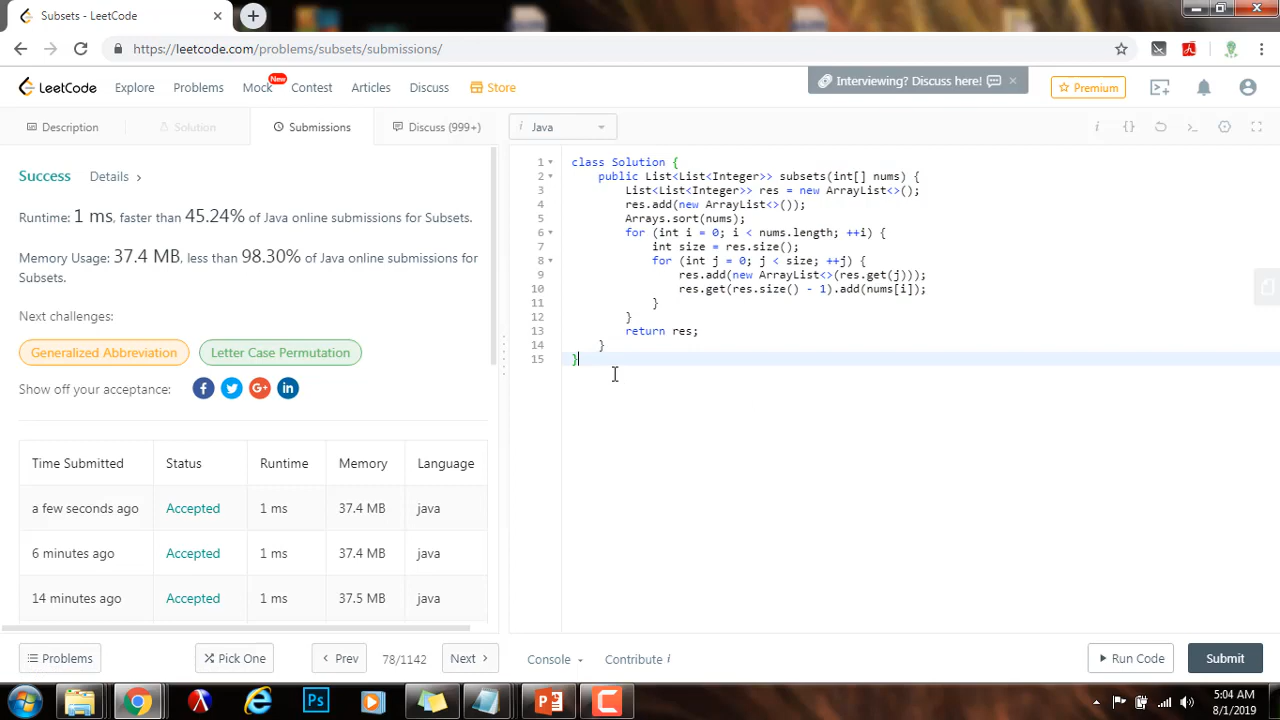 Subsets - LeetCode
https://leetcode.com/problems/subsets/submissions/
LeetCode
Explore
Problems
Mock
New
Contest
Articles
Discuss
Store
Interviewing? Discuss here!
Premium
Description
Solution
Submissions
Discuss (999+)
i Java
Success
Details >
Runtime: 1 ms, faster than 45.24% of Java online submissions for Subsets.
Memory Usage: 37.4 MB, less than 98.30% of Java online submissions for
Subsets.
Next challenges:
Generalized Abbreviation
Letter Case Permutation
Show off your acceptance:
Time Submitted Status Runtime Memory Language
a few seconds ago Accepted 1 ms 37.4 MB java
6 minutes ago Accepted 1 ms 37.4 MB java
14 minutes ago Accepted 1 ms 37.5 MB java
1 class Solution {
2 public List<List<Integer>> subsets(int[] nums) {
3 List<List<Integer>> res = new ArrayList<>();
4 res.add(new ArrayList<>());
5 Arrays.sort(nums);
6 for (int i = 0; i < nums.length; ++i) {
7 int size = res.size();
8 for (int j = 0; j < size; ++j) {
9 res.add(new ArrayList<>(res.get(j)));
10 res.get(res.size() - 1).add(nums[i]);
11 }
12 }
13 return res;
14 }
15 }
Problems
Pick One
Prev
78/1142
Next
Console
Contribute i
Run Code
Submit
Ps
5:04 AM
8/1/2019